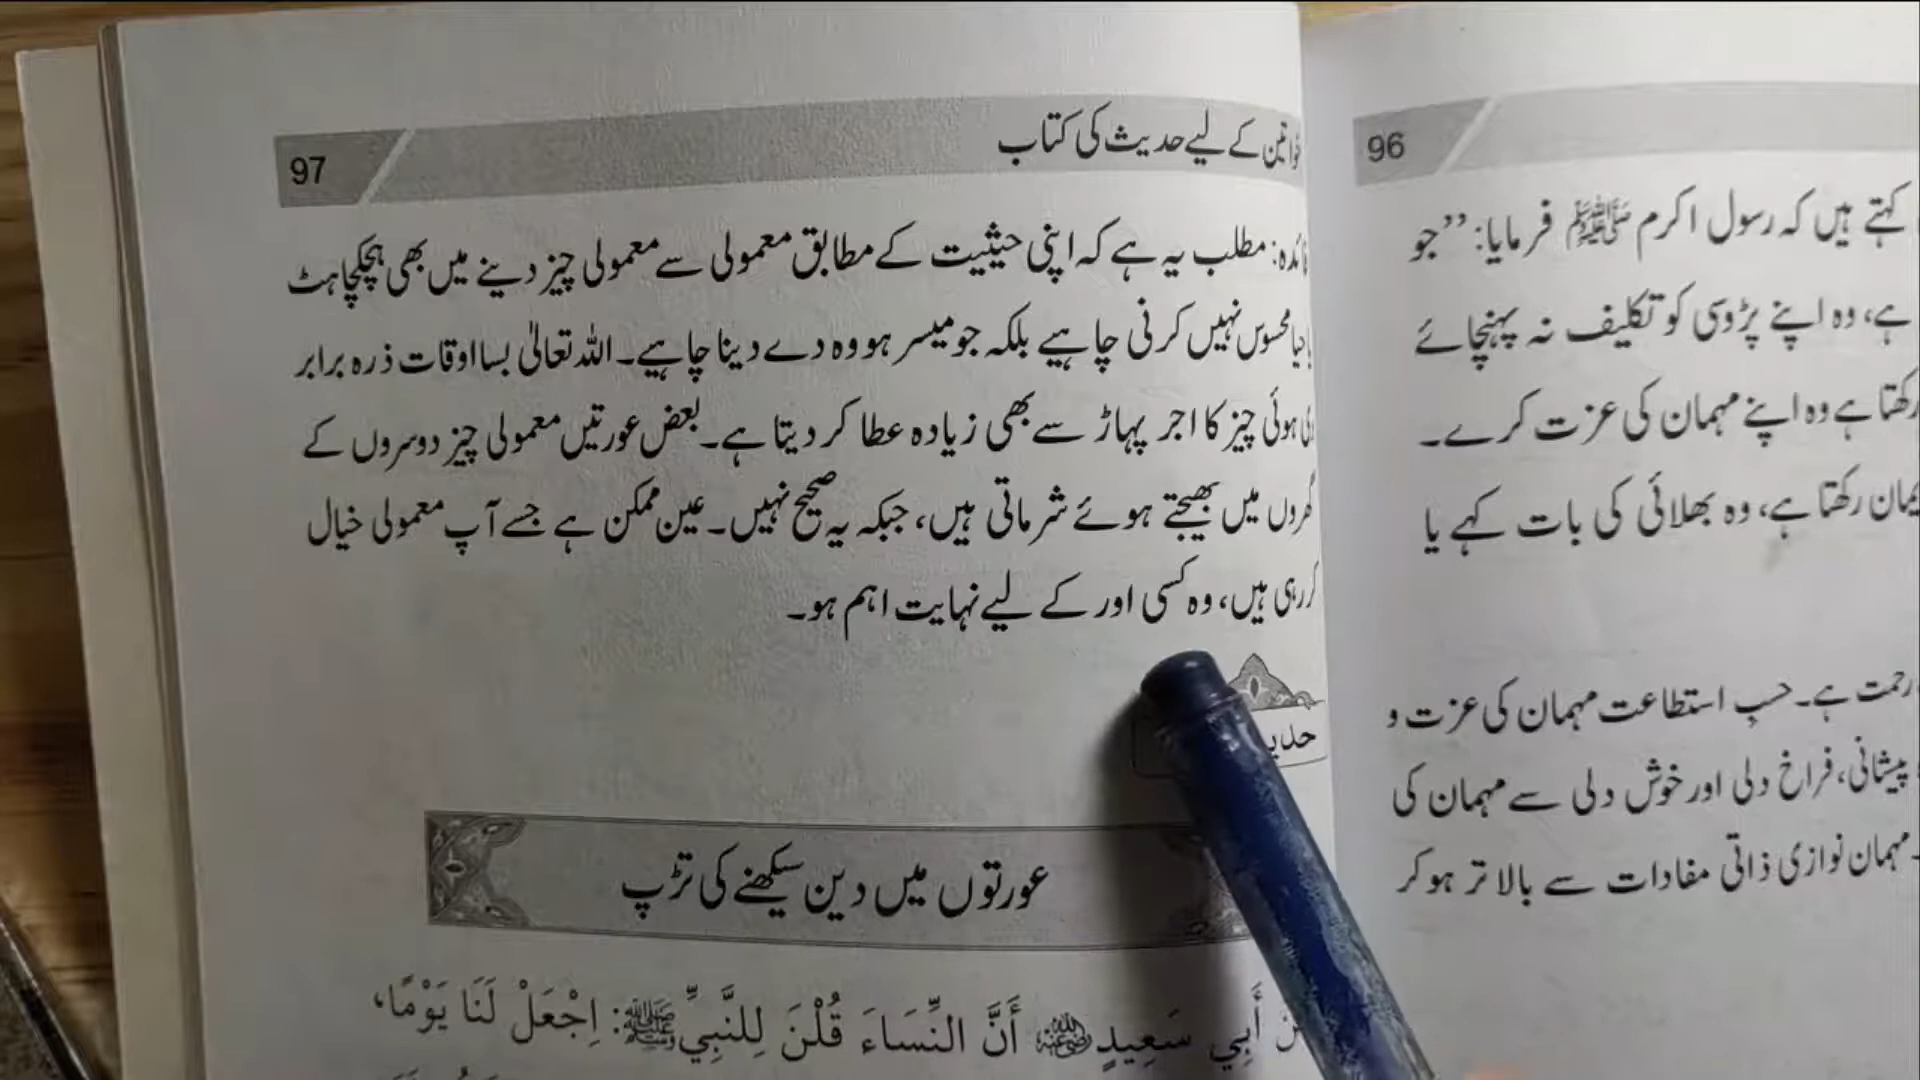 96
کہتے ہیں کہ رسول اکرم ﷺ فرمایا: ’’جو
ہے، وہ اپنے پڑوسی کو تکلیف نہ پہنچائے
رکھتا ہے وہ اپنے مہمان کی عزت کرے۔
رکھتا ہے، وہ بھلائی کی بات کہے یا
رحمت ہے۔ حسبِ استطاعت مہمان کی عزت و
پیشانی، فراخ دلی اور خوش دلی سے مہمان کی
مہمان نوازی ذاتی مفادات سے بالا تر ہو کر
خواتین کے لیے حدیث کی کتاب
97
مطلب یہ ہے کہ اپنی حیثیت کے مطابق معمولی سے معمولی چیز دینے میں بھی ہچکچاہٹ
یا حیا محسوس نہیں کرنی چاہیے بلکہ جو میسر ہو وہ دے دینا چاہیے۔ اللہ تعالیٰ بسا اوقات ذرہ برابر
ہوئی چیز کا اجر پہاڑ سے بھی زیادہ عطا کر دیتا ہے۔ بعض عورتیں معمولی چیز دوسروں کے
گھروں میں بھیجتے ہوئے شرماتی ہیں، جبکہ یہ صحیح نہیں۔ عین ممکن ہے جسے آپ معمولی خیال
کر رہی ہیں، وہ کسی اور کے لیے نہایت اہم ہو۔
عورتوں میں دین سیکھنے کی تڑپ
أَبِي سَعِيدٍ رضی اللہ عنہ أَنَّ النِّسَاءَ قُلْنَ لِلنَّبِيِّ ﷺ: اِجْعَلْ لَنَا يَوْمًا،